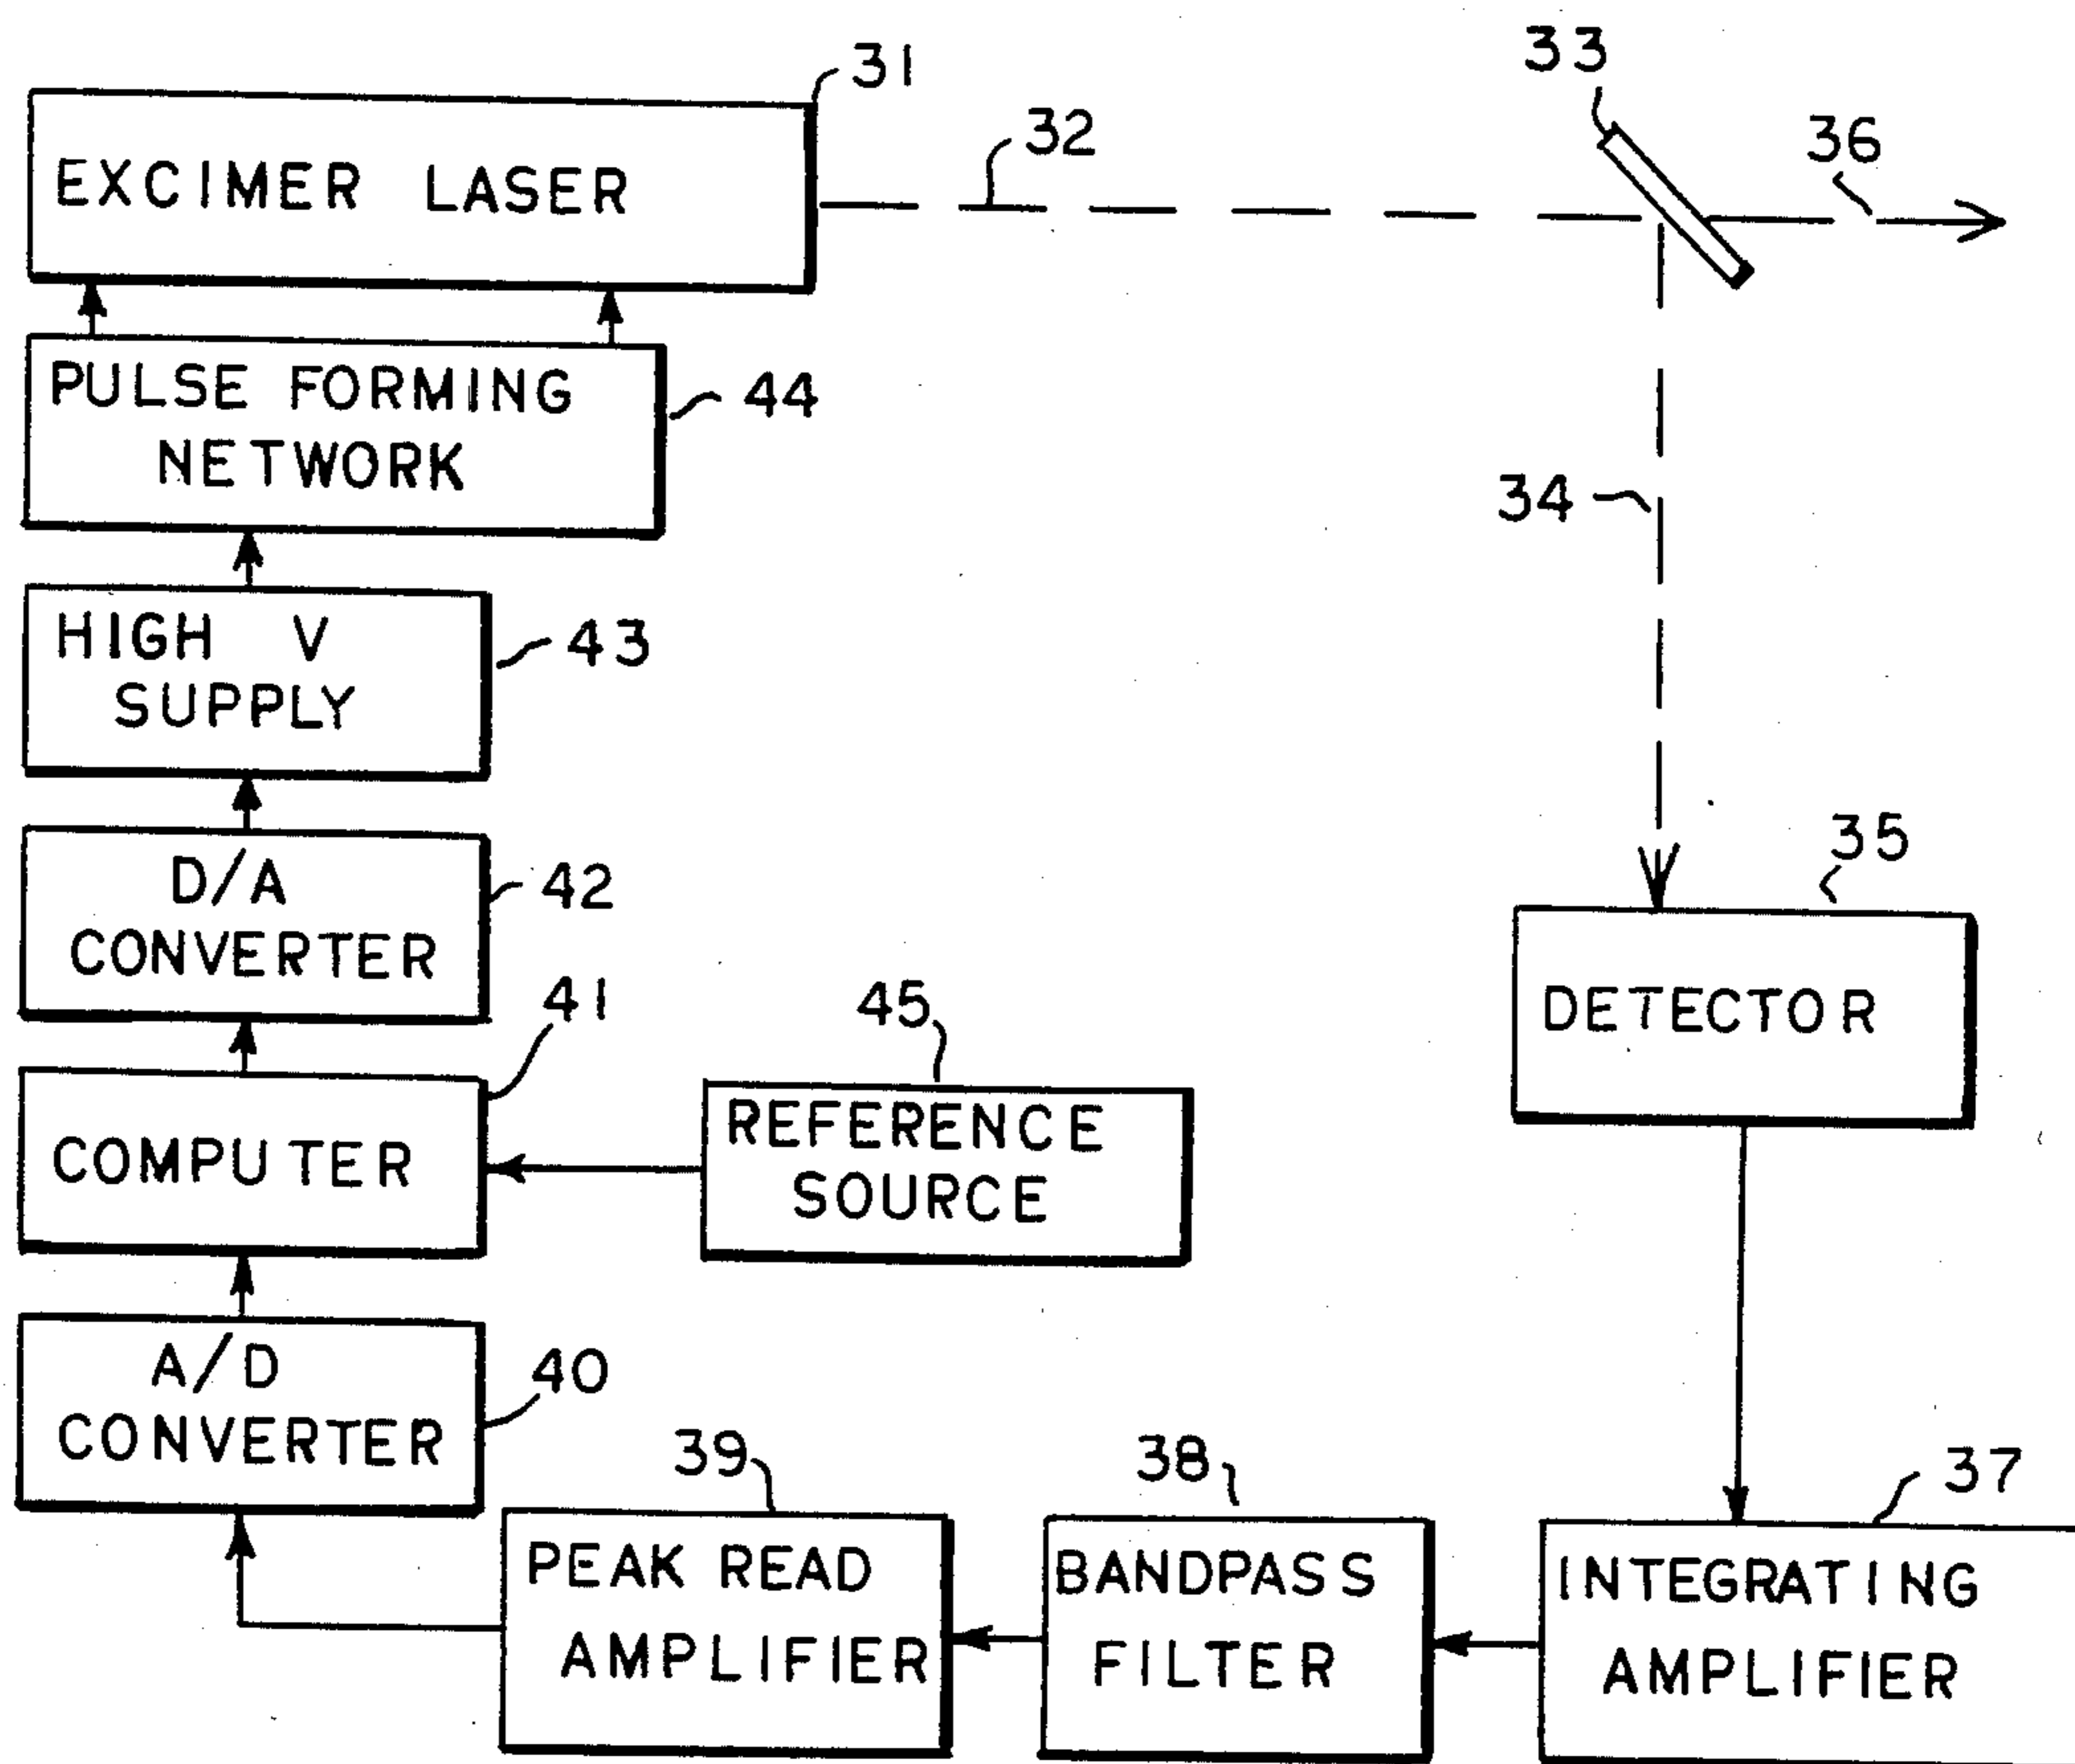 31
33
32
36
EXCIMER LASER
PULSE FORMING
NETWORK
44
34
HIGH V
SUPPLY
43
35
D/A
CONVERTER
42
41
45
DETECTOR
COMPUTER
REFERENCE
SOURCE
A/D
CONVERTER
40
39
38
37
PEAK READ
AMPLIFIER
BANDPASS
FILTER
INTEGRATING
AMPLIFIER